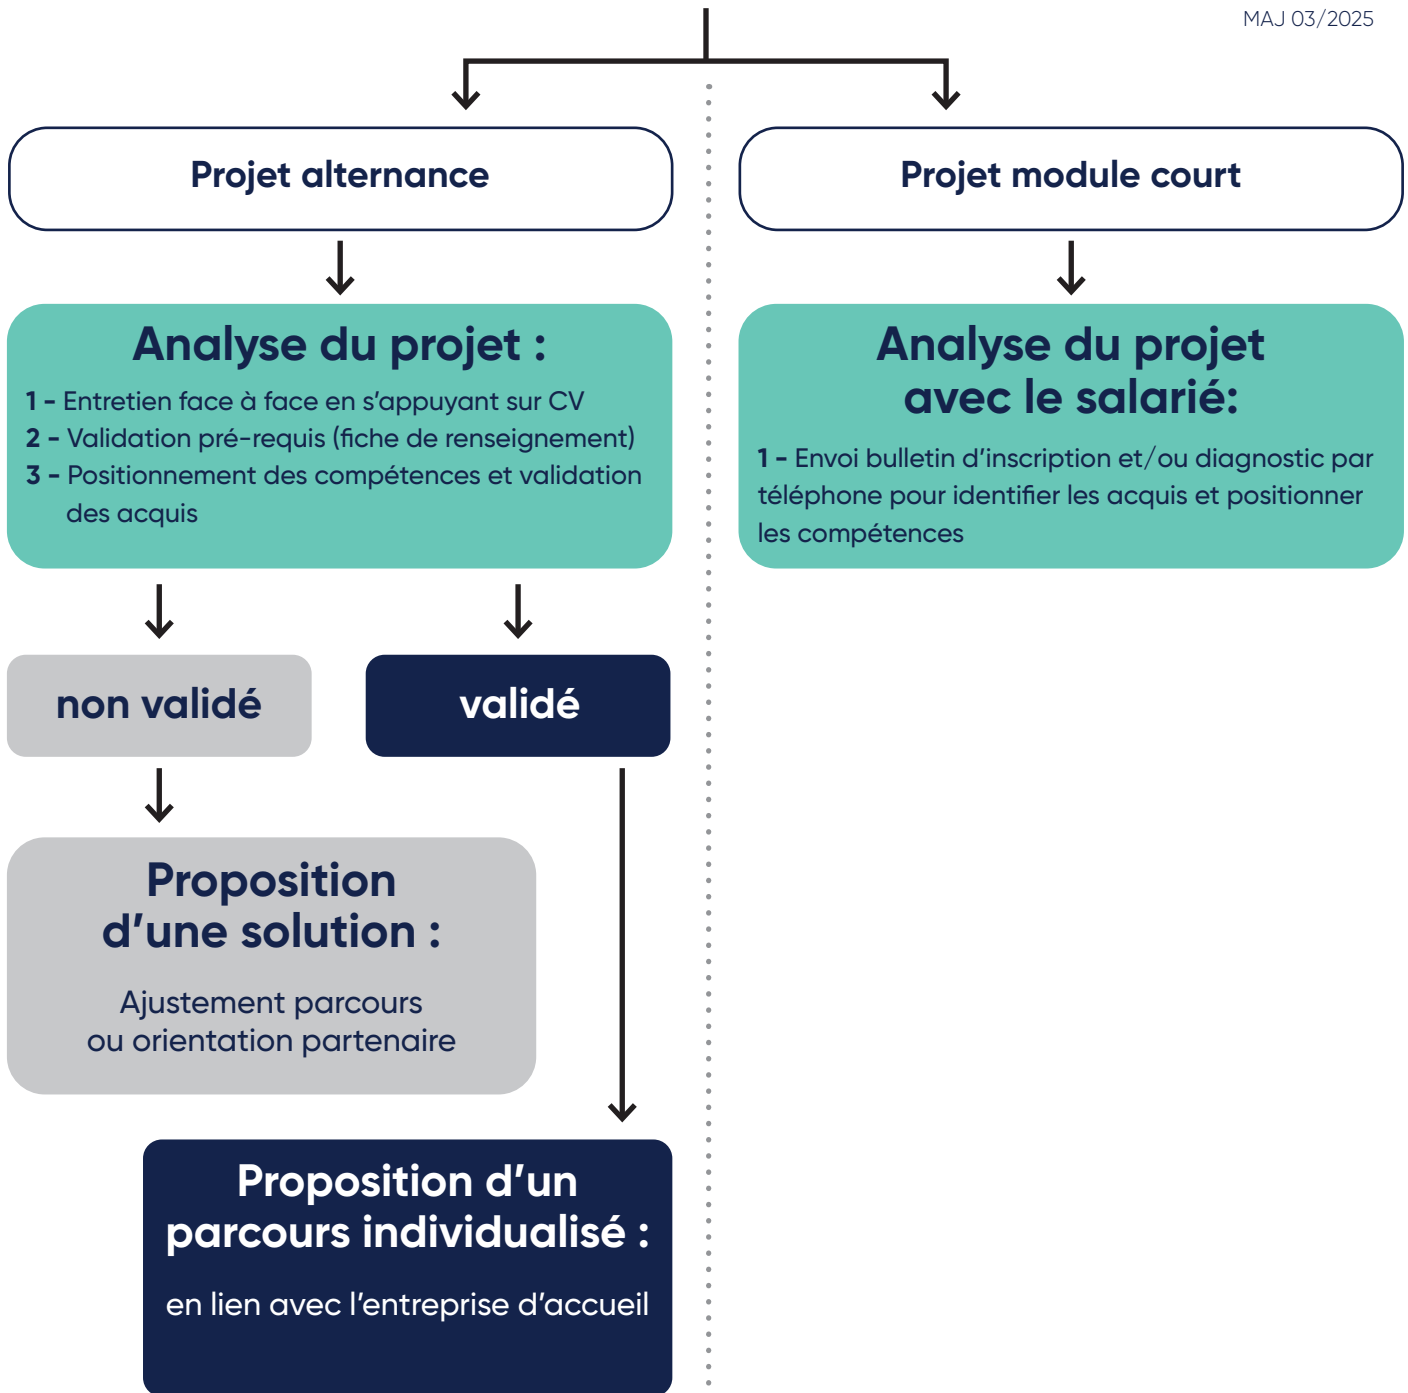 MAJ 03/2025
Projet alternance
Analyse du projet :
1 - Entretien face à face en s’appuyant sur CV
2 - Validation pré-requis (fiche de renseignement)
3 - Positionnement des compétences et validation
des acquis
non validé
validé
Proposition
d’une solution :
Ajustement parcours
ou orientation partenaire
Proposition d’un
parcours individualisé :
en lien avec l’entreprise d’accueil
Projet module court
Analyse du projet
avec le salarié:
1 - Envoi bulletin d’inscription et/ou diagnostic par
téléphone pour identifier les acquis et positionner
les compétences